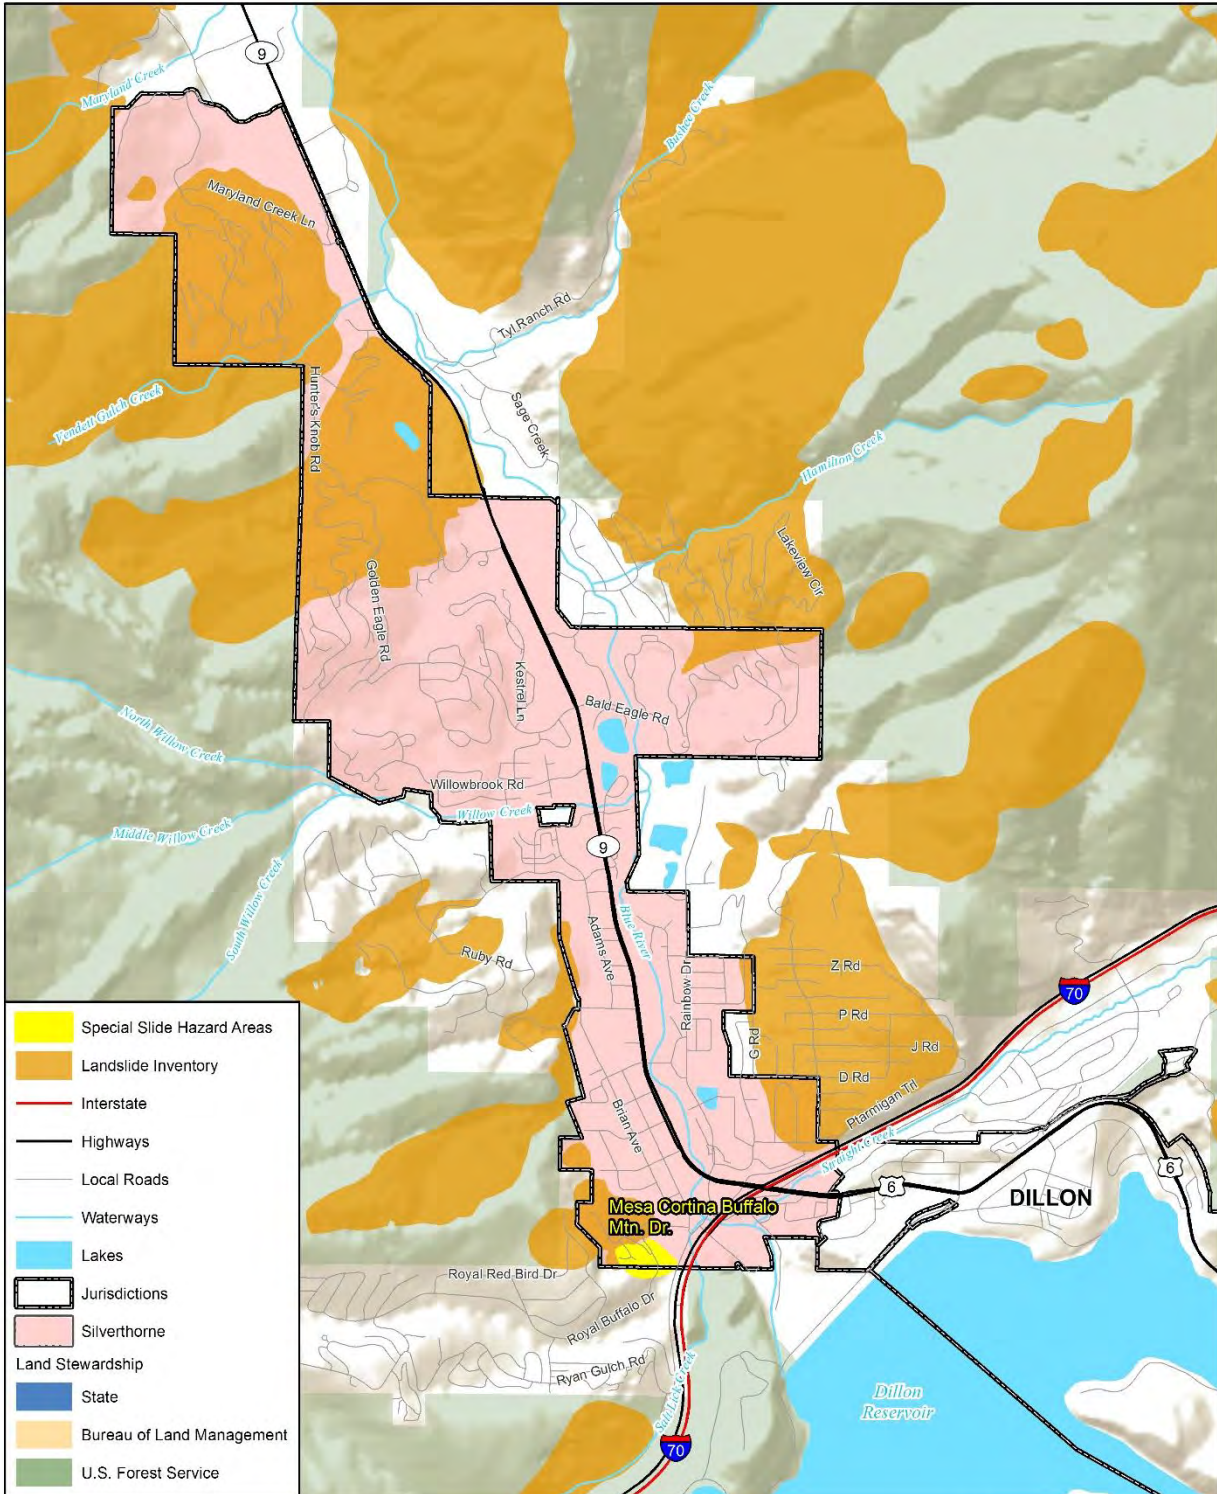 9
Maryland Creek
Bushee Creek
Maryland Creek Ln
Tyl Ranch Rd
Hunter's Knob Rd
Sage Creek
Vendett Gulch Creek
Hamilton Creek
Lakeview Cir
Golden Eagle Rd
Kestrel Ln
Bald Eagle Rd
North Willow Creek
Willowbrook Rd
Willow Creek
Middle Willow Creek
9
South Willow Creek
Blue River
Adams Ave
Ruby Rd
Rainbow Dr
Z Rd
70
P Rd
G Rd
J Rd
D Rd
Ptarmigan Trl
Brian Ave
Straight Creek
6
6
DILLON
Mesa Cortina Buffalo
Mtn. Dr.
Royal Red Bird Dr
Royal Buffalo Dr
Ryan Gulch Rd
Salt Lick Creek
Dillon
Reservoir
70
Special Slide Hazard Areas
Landslide Inventory
Interstate
Highways
Local Roads
Waterways
Lakes
Jurisdictions
Silverthorne
Land Stewardship
State
Bureau of Land Management
U.S. Forest Service